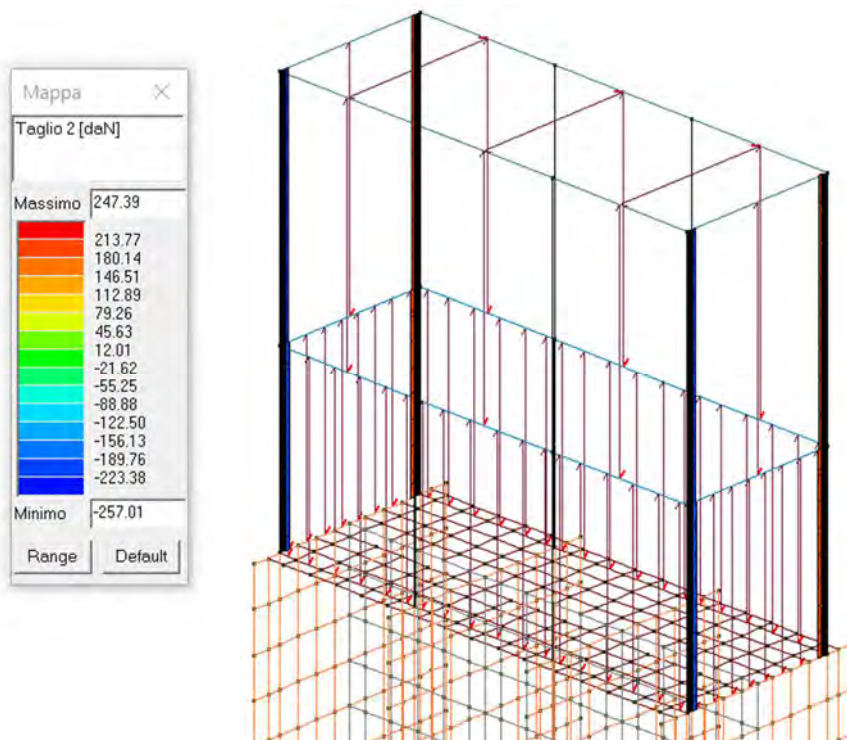 Mappa
Taglio 2 [daN]
Massimo 247.39
213.77
180.14
146.51
112.89
79.26
45.63
12.01
-21.62
-55.25
-88.88
-122.50
-156.13
-189.76
-223.38
Minimo -257.01
Range Default